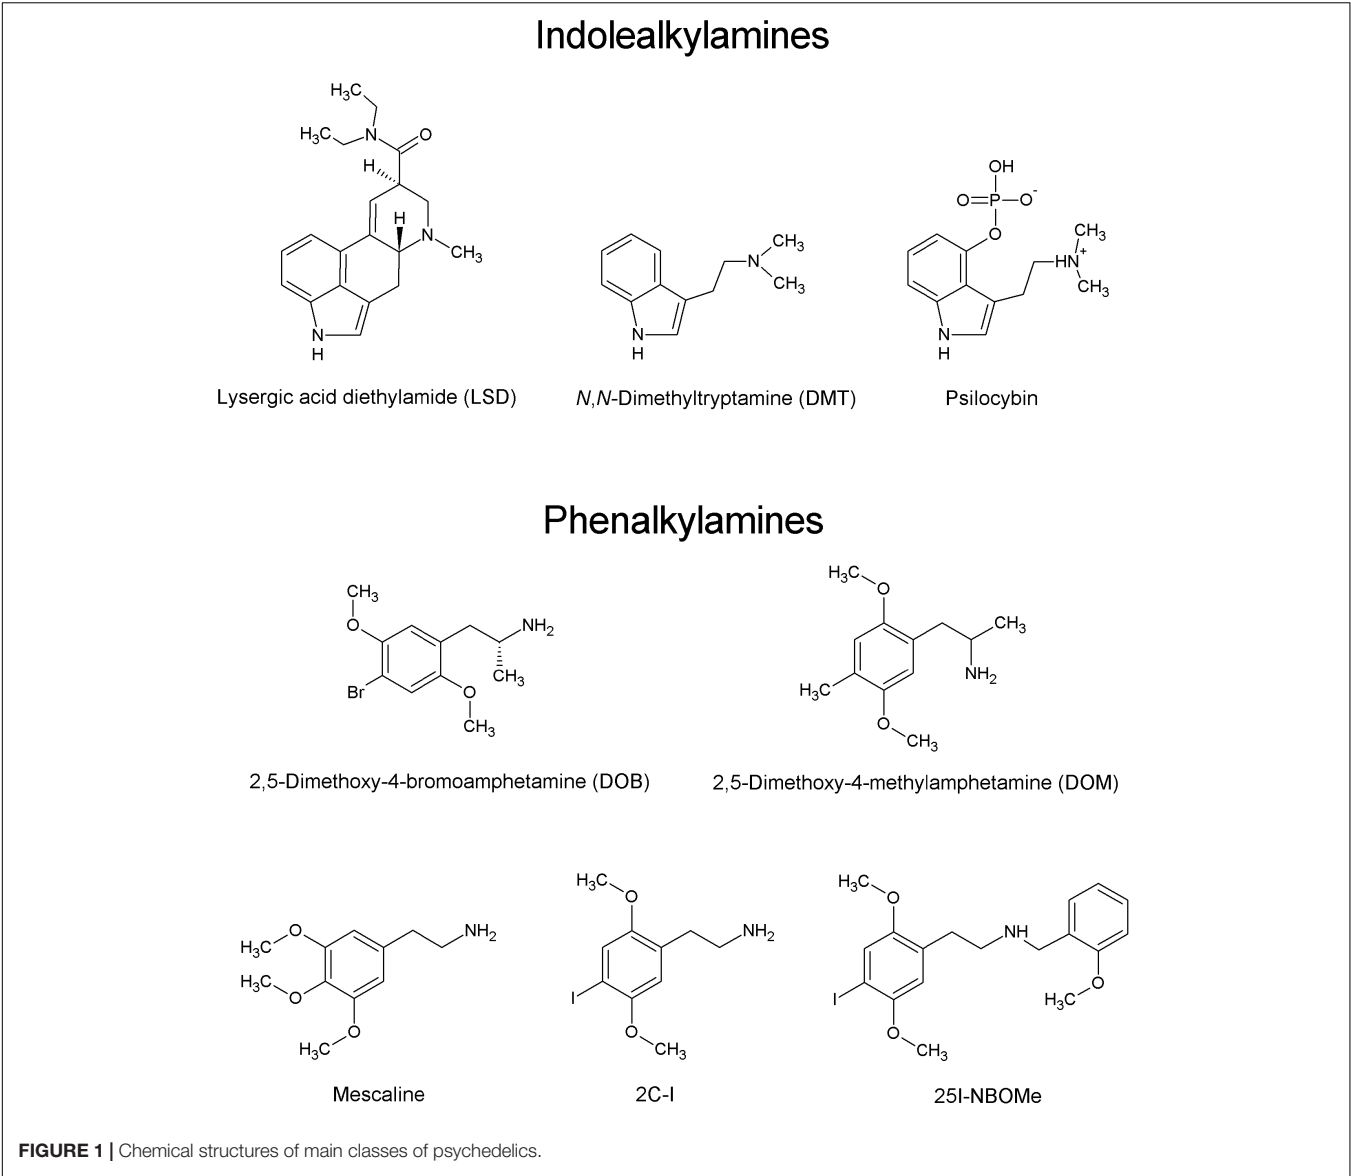 Indolealkylamines
H₃C
H₃C
N
O
H
H
N
CH₃
N
H
N
CH₃
CH₃
N
H
OH
O
P
O⁻
O
CH₃
HN⁺
CH₃
N
H
Lysergic acid diethylamide (LSD)
N,N-Dimethyltryptamine (DMT)
Psilocybin
Phenalkylamines
CH₃
O
NH₂
CH₃
Br
O
CH₃
H₃C
O
CH₃
NH₂
H₃C
O
CH₃
2,5-Dimethoxy-4-bromoamphetamine (DOB)
2,5-Dimethoxy-4-methylamphetamine (DOM)
H₃C
O
NH₂
H₃C
O
O
H₃C
H₃C
O
NH₂
I
O
CH₃
H₃C
O
NH
I
O
CH₃
O
H₃C
Mescaline
2C-I
25I-NBOMe
FIGURE 1 | Chemical structures of main classes of psychedelics.